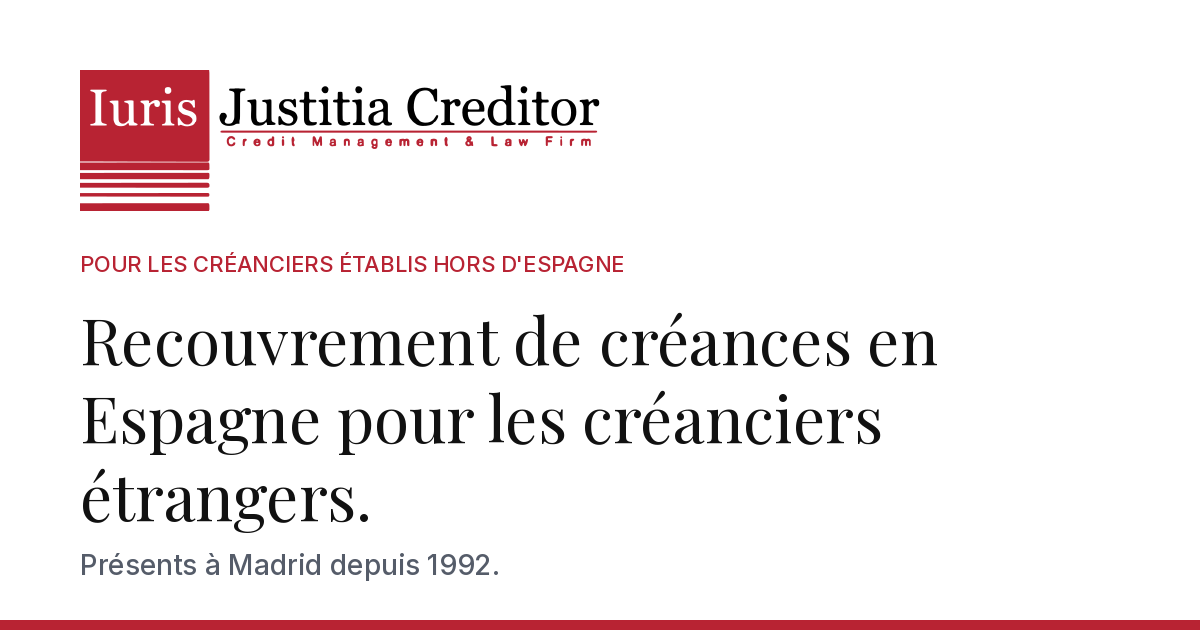 Iuris Justitia Creditor
Credit Management & Law Firm
POUR LES CRÉANCIERS ÉTABLIS HORS D'ESPAGNE
Recouvrement de créances en
Espagne pour les créanciers
étrangers.
Présents à Madrid depuis 1992.